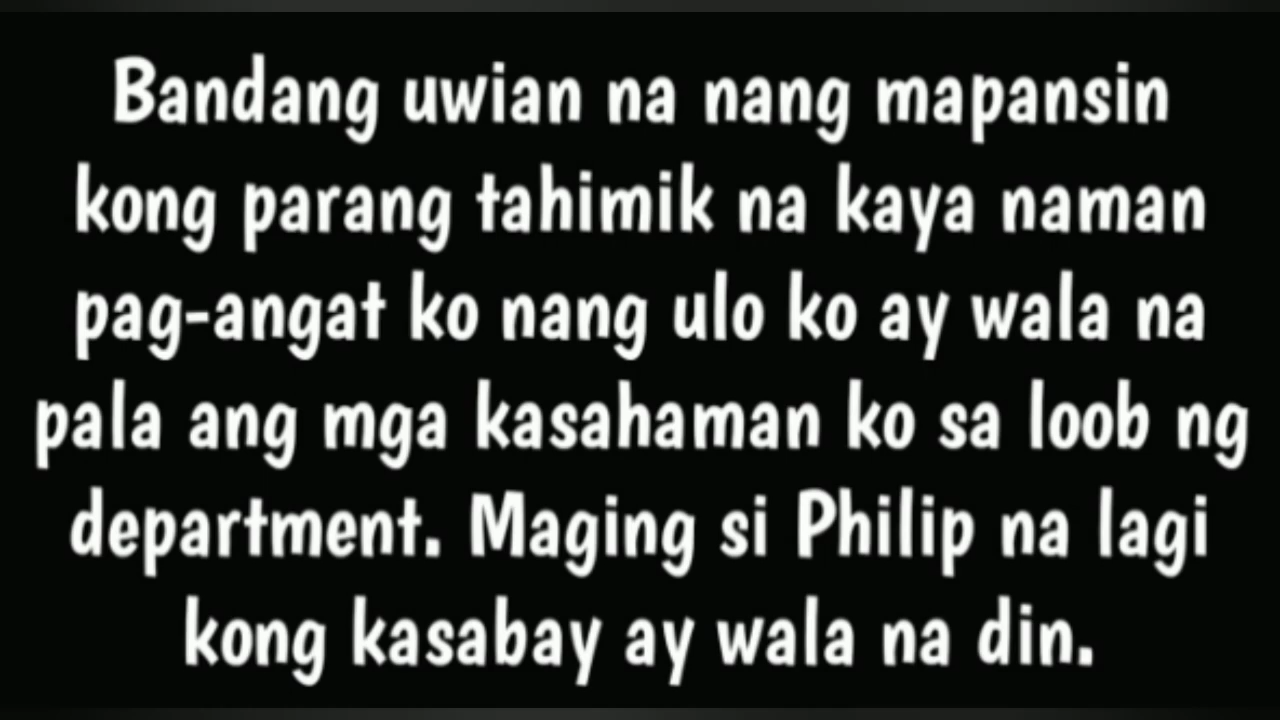 Bandang uwian na nang mapansin
kong parang tahimik na kaya naman
pag-angat ko nang ulo ko ay wala na
pala ang mga kasahaman ko sa loob ng
department. Maging si Philip na lagi
kong kasabay ay wala na din.